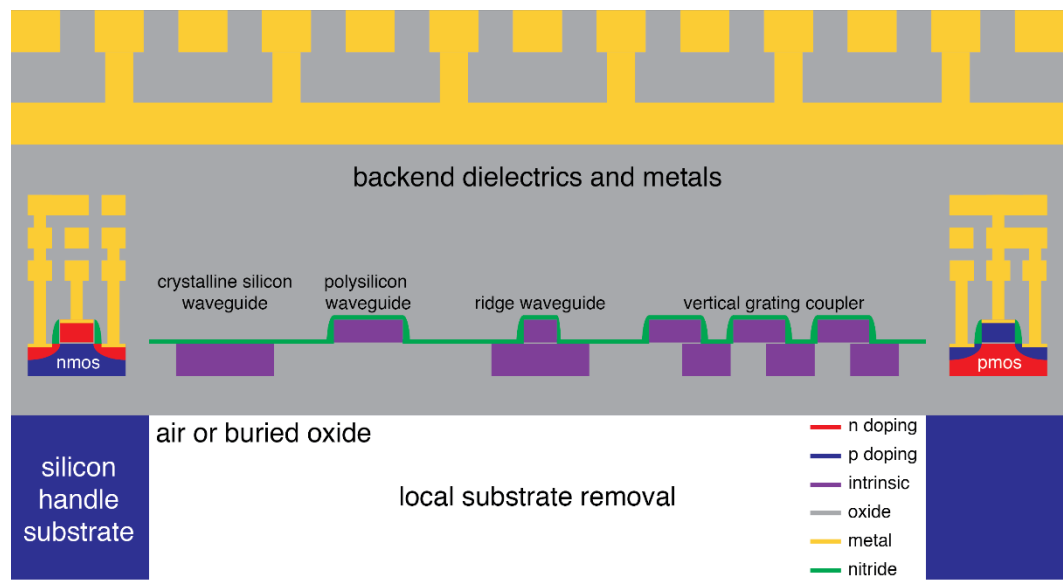 backend dielectrics and metals
crystalline silicon
waveguide
polysilicon
waveguide
ridge waveguide
vertical grating coupler
nmos
pmos
air or buried oxide
silicon
handle
substrate
local substrate removal
n doping
p doping
intrinsic
oxide
metal
nitride